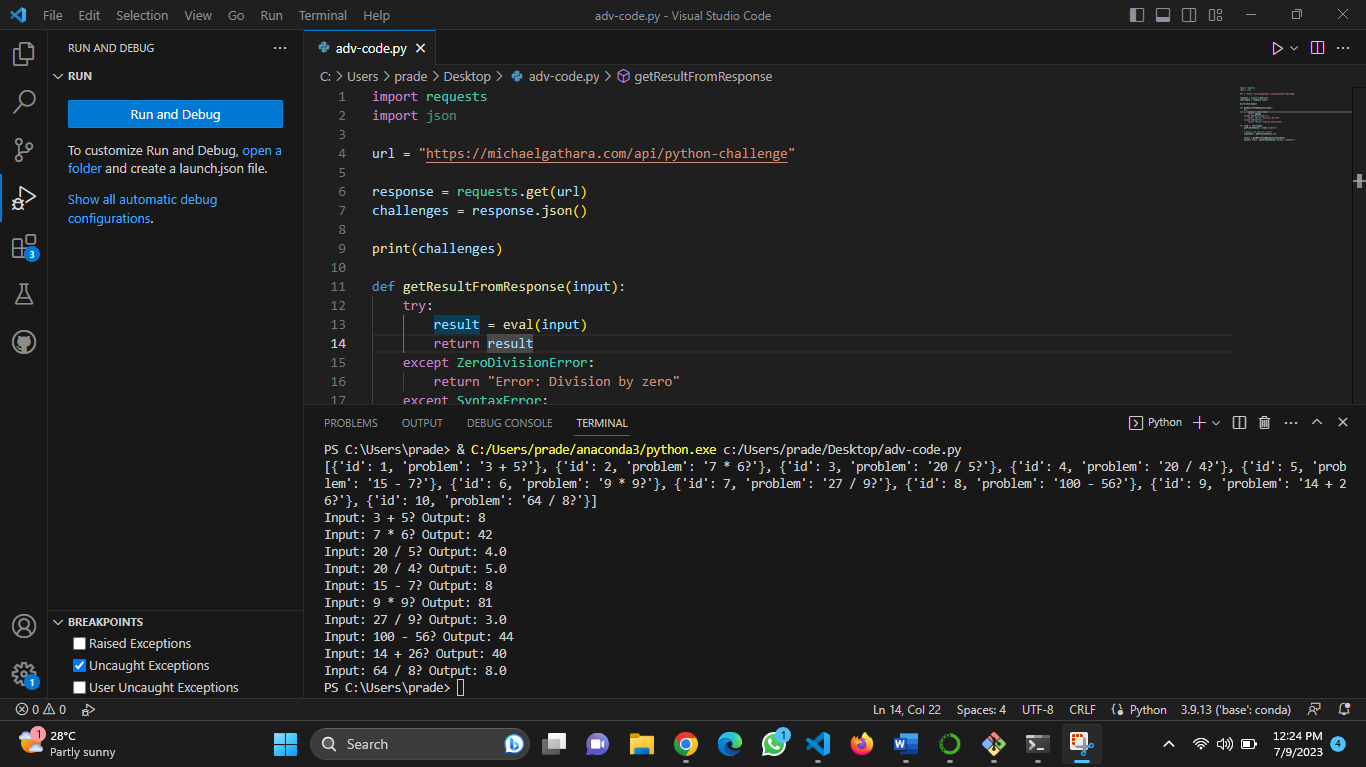 File Edit Selection View Go Run Terminal Help
adv-code.py - Visual Studio Code
RUN AND DEBUG
RUN
Run and Debug
To customize Run and Debug, open a
folder and create a launch.json file.
Show all automatic debug
configurations.
3
1
BREAKPOINTS
Raised Exceptions
Uncaught Exceptions
User Uncaught Exceptions
adv-code.py
C: > Users > prade > Desktop > adv-code.py > getResultFromResponse
1 import requests
2 import json
3
4 url = "https://michaelgathara.com/api/python-challenge"
5
6 response = requests.get(url)
7 challenges = response.json()
8
9 print(challenges)
10
11 def getResultFromResponse(input):
12 try:
13 result = eval(input)
14 return result
15 except ZeroDivisionError:
16 return "Error: Division by zero"
17 except SyntaxError:
PROBLEMS OUTPUT DEBUG CONSOLE TERMINAL
Python
PS C:\Users\prade> & C:/Users/prade/anaconda3/python.exe c:/Users/prade/Desktop/adv-code.py
[{'id': 1, 'problem': '3 + 5?'}, {'id': 2, 'problem': '7 * 6?'}, {'id': 3, 'problem': '20 / 5?'}, {'id': 4, 'problem': '20 / 4?'}, {'id': 5, 'prob
lem': '15 - 7?'}, {'id': 6, 'problem': '9 * 9?'}, {'id': 7, 'problem': '27 / 9?'}, {'id': 8, 'problem': '100 - 56?'}, {'id': 9, 'problem': '14 + 2
6?'}, {'id': 10, 'problem': '64 / 8?'}]
Input: 3 + 5? Output: 8
Input: 7 * 6? Output: 42
Input: 20 / 5? Output: 4.0
Input: 20 / 4? Output: 5.0
Input: 15 - 7? Output: 8
Input: 9 * 9? Output: 81
Input: 27 / 9? Output: 3.0
Input: 100 - 56? Output: 44
Input: 14 + 26? Output: 40
Input: 64 / 8? Output: 8.0
PS C:\Users\prade>
0 0
Ln 14, Col 22 Spaces: 4 UTF-8 CRLF Python 3.9.13 ('base': conda)
1
28°C
Partly sunny
Search
1
12:24 PM
7/9/2023
4